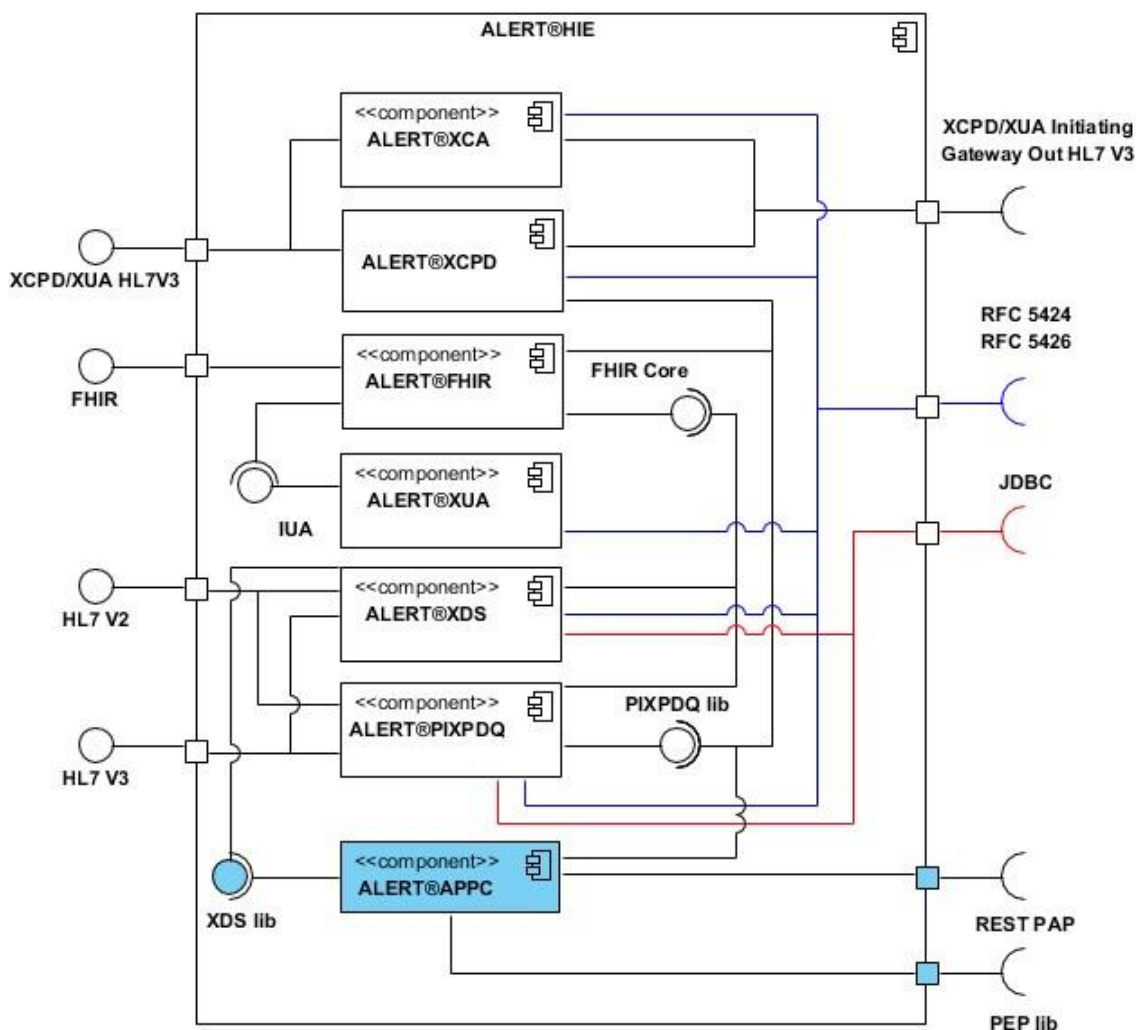 ALERT®HIE
<<component>>
ALERT®XCA
XCPD/XUA Initiating
Gateway Out HL7 V3
ALERT®XCPD
XCPD/XUA HL7V3
RFC 5424
RFC 5426
<<component>>
ALERT®FHIR
FHIR Core
FHIR
<<component>>
ALERT®XUA
JDBC
IUA
<<component>>
ALERT®XDS
HL7 V2
<<component>>
ALERT®PIXPDQ
PIXPDQ lib
HL7 V3
<<component>>
ALERT®APPC
XDS lib
REST PAP
PEP lib